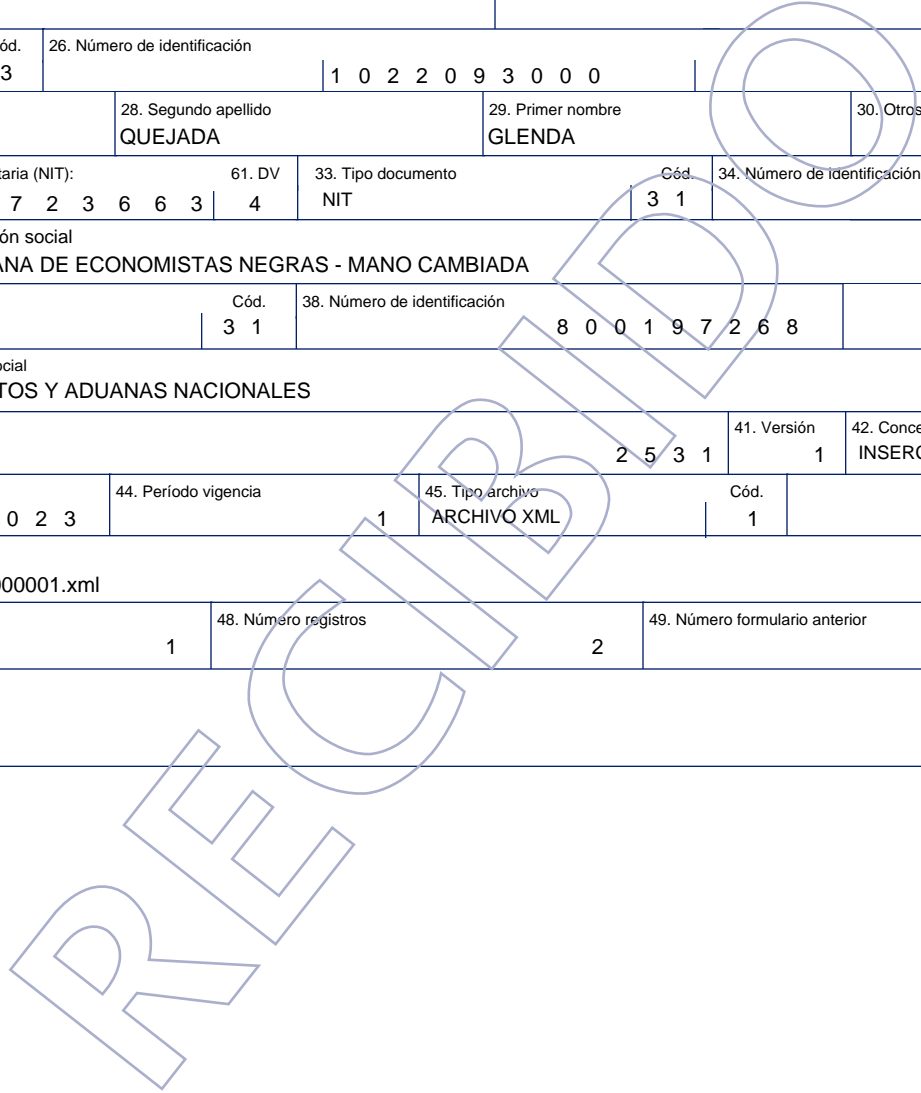 ód. 26. Número de identificación
3 1 0 2 2 0 9 3 0 0 0
28. Segundo apellido 29. Primer nombre 30. Otros
QUEJADA GLENDA
taria (NIT): 61. DV 33. Tipo documento Cód. 34. Número de identificación
7 2 3 6 6 3 4 NIT 3 1
ón social
ANA DE ECONOMISTAS NEGRAS - MANO CAMBIADA
Cód. 38. Número de identificación
3 1 8 0 0 1 9 7 2 6 8
ocial
TOS Y ADUANAS NACIONALES
41. Versión 42. Conce
2 5 3 1 1 INSERC
44. Período vigencia 45. Tipo archivo Cód.
0 2 3 1 ARCHIVO XML 1
000001.xml
48. Número registros 49. Número formulario anterior
1 2
RECIBIDO